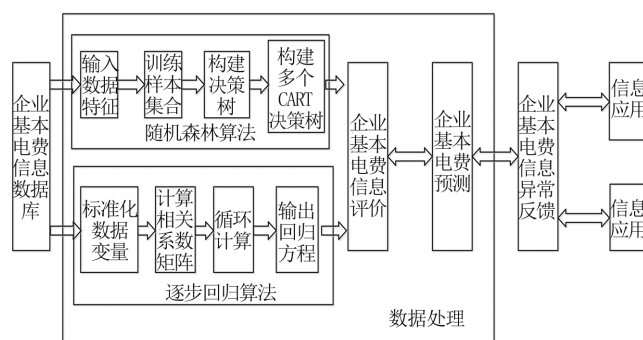 企业
基本
电费
信息
数据
库
输入
数据
特征
训练
样本
集合
构建
决策
树
构建
多个
CART
决策树
随机森林算法
标准化
数据
变量
计算
相关
系数
矩阵
循环
计算
输出
回归
方程
逐步回归算法
企业
基本
电费
信息
评价
企业
基本
电费
预测
数据处理
企业
基本
电费
信息
异常
反馈
信息
应用
信息
应用